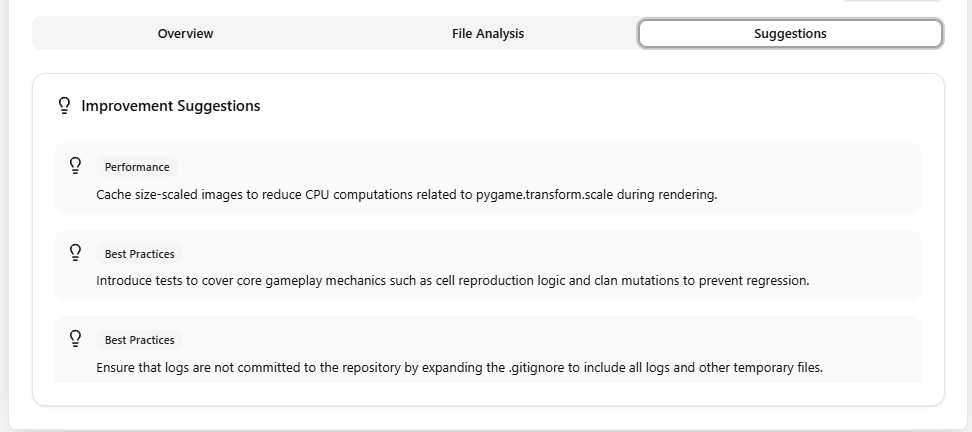 Overview
File Analysis
Suggestions
Improvement Suggestions
Performance
Cache size-scaled images to reduce CPU computations related to pygame.transform.scale during rendering.
Best Practices
Introduce tests to cover core gameplay mechanics such as cell reproduction logic and clan mutations to prevent regression.
Best Practices
Ensure that logs are not committed to the repository by expanding the .gitignore to include all logs and other temporary files.